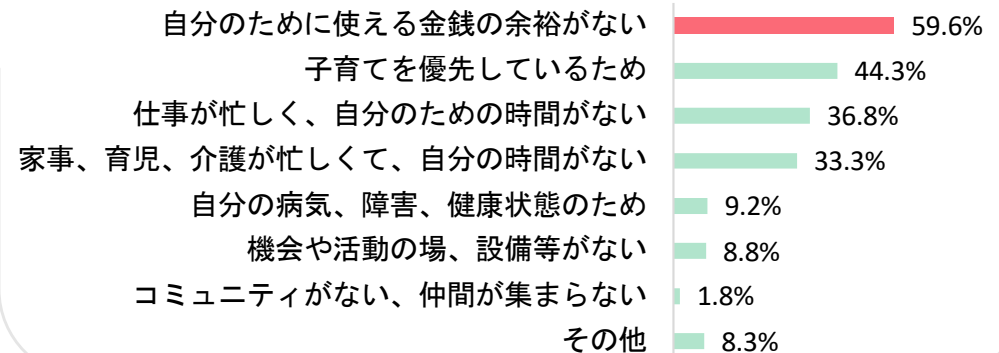 自分のために使える金銭の余裕がない 59.6%
子育てを優先しているため 44.3%
仕事が忙しく、自分のための時間がない 36.8%
家事、育児、介護が忙しくて、自分の時間がない 33.3%
自分の病気、障害、健康状態のため 9.2%
機会や活動の場、設備等がない 8.8%
コミュニティがない、仲間が集まらない 1.8%
その他 8.3%